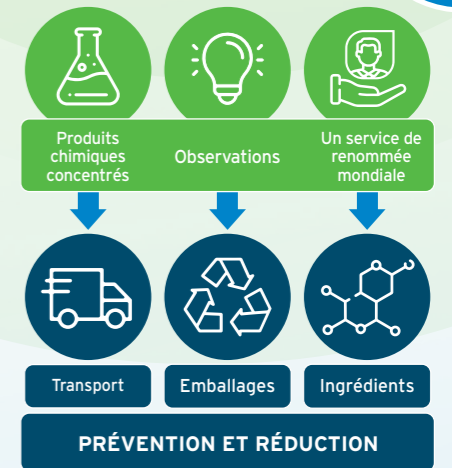 Produits
chimiques
concentrés
Observations
Un service de
renommée
mondiale
Transport
Emballages
Ingrédients
PRÉVENTION ET RÉDUCTION